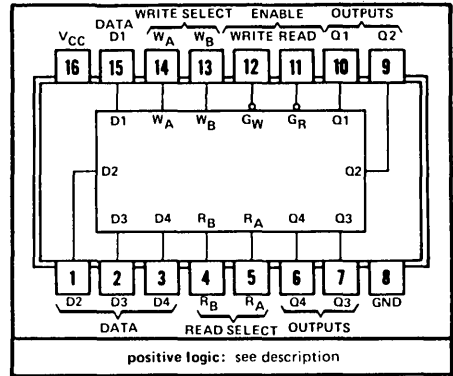 WRITE SELECT ENABLE OUTPUTS
DATA
VCC D1 WA WB WRITE READ Q1 Q2
16 15 14 13 12 11 10 9
D1 WA WB GW GR Q1
D2 Q2
D3 D4 RB RA Q4 Q3
1 2 3 4 5 6 7 8
D2 D3 D4 RB RA Q4 Q3 GND
DATA READ SELECT OUTPUTS
positive logic: see description